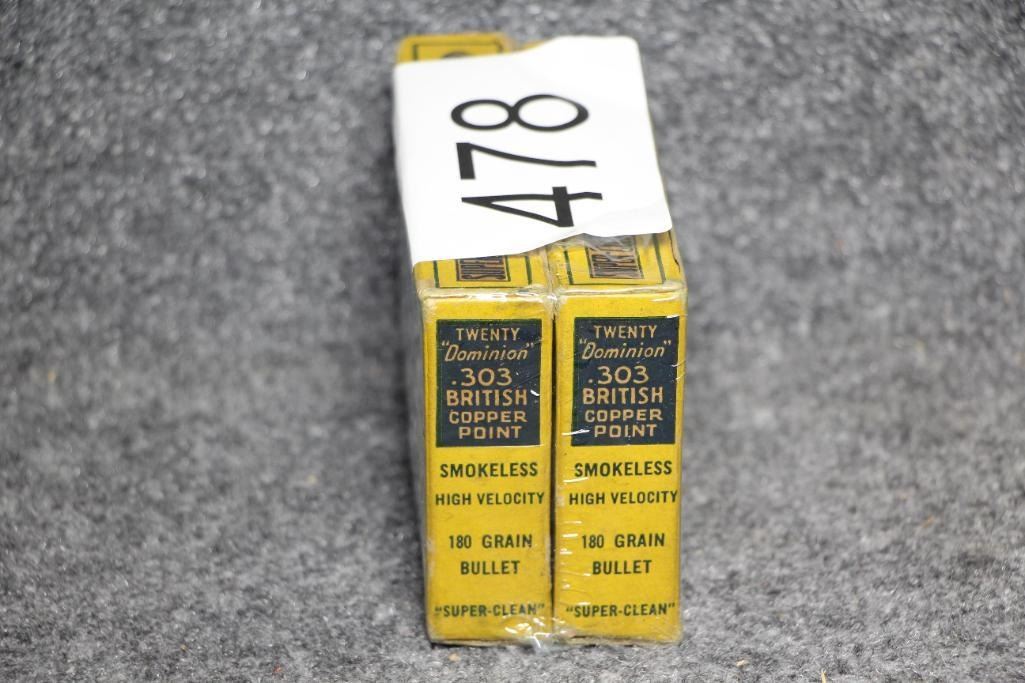 478
TWENTY
"Dominion"
.303
BRITISH
COPPER
POINT
SMOKELESS
HIGH VELOCITY
180 GRAIN
BULLET
"SUPER-CLEAN"
TWENTY
"Dominion"
.303
BRITISH
COPPER
POINT
SMOKELESS
HIGH VELOCITY
180 GRAIN
BULLET
"SUPER-CLEAN"